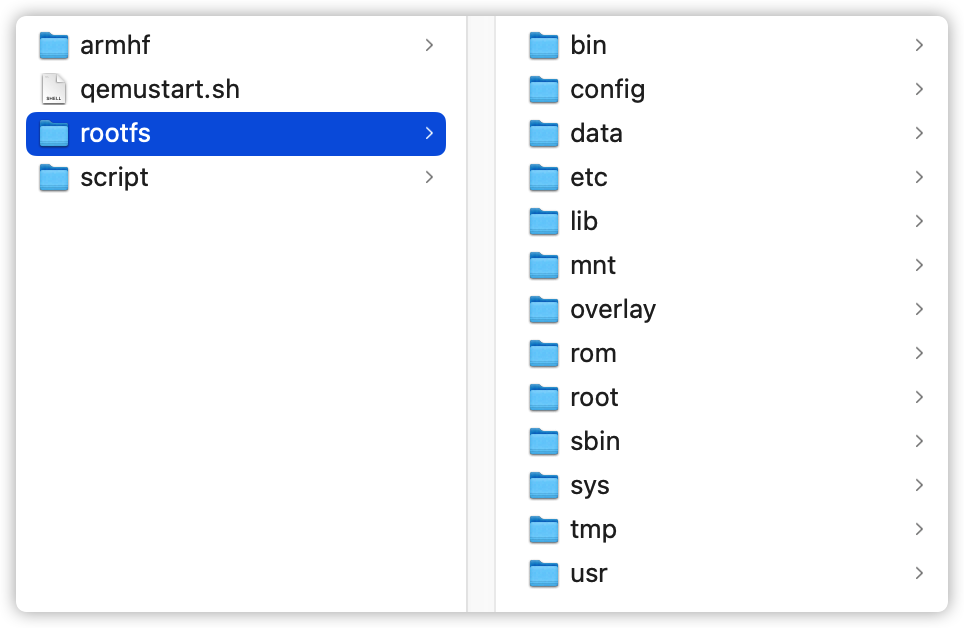 armhf
qemustart.sh
rootfs
script
bin
config
data
etc
lib
mnt
overlay
rom
root
sbin
sys
tmp
usr
SHELL